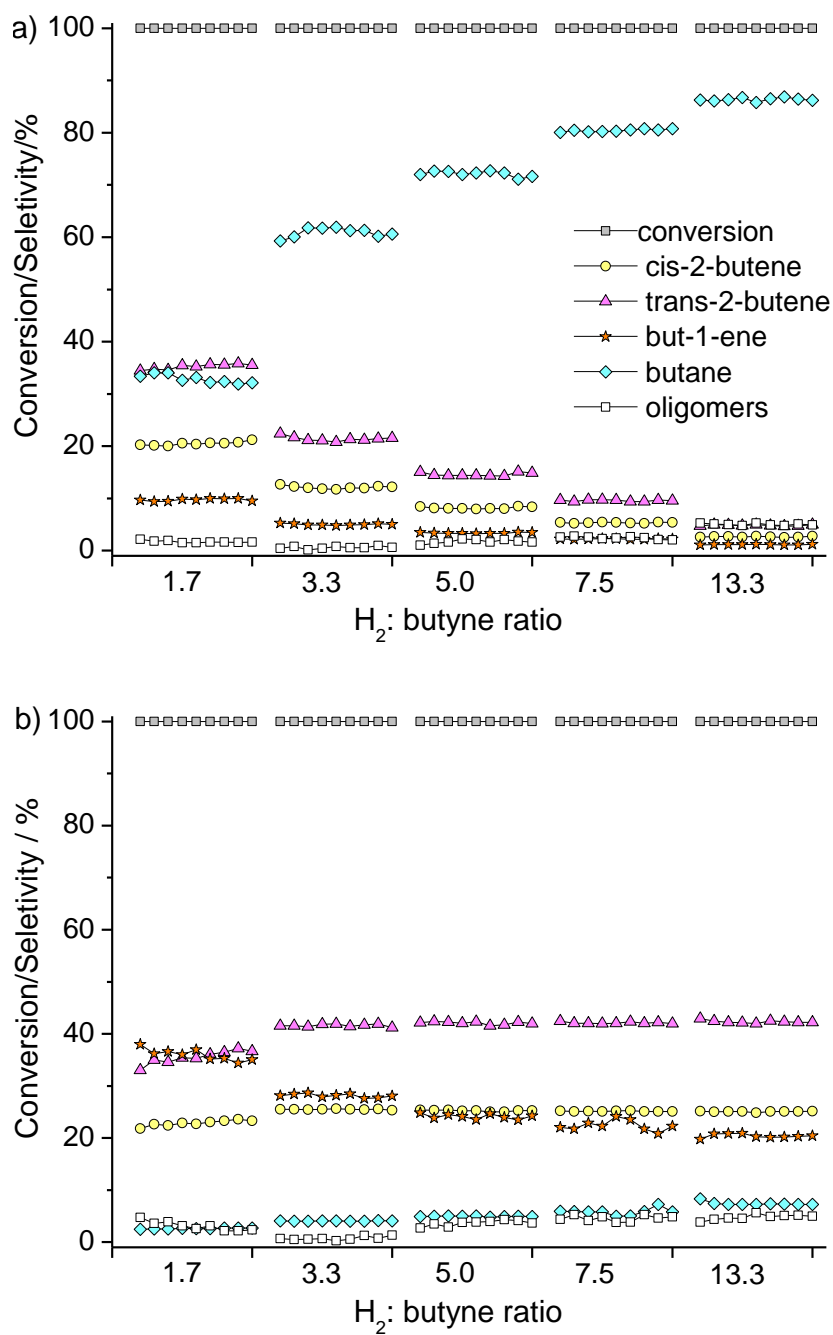 a)
100
80
60
40
20
0
Conversion/Seletivity/%
conversion
cis-2-butene
trans-2-butene
but-1-ene
butane
oligomers
1.7 3.3 5.0 7.5 13.3
H₂: butyne ratio
b)
100
80
60
40
20
0
Conversion/Seletivity / %
1.7 3.3 5.0 7.5 13.3
H₂: butyne ratio